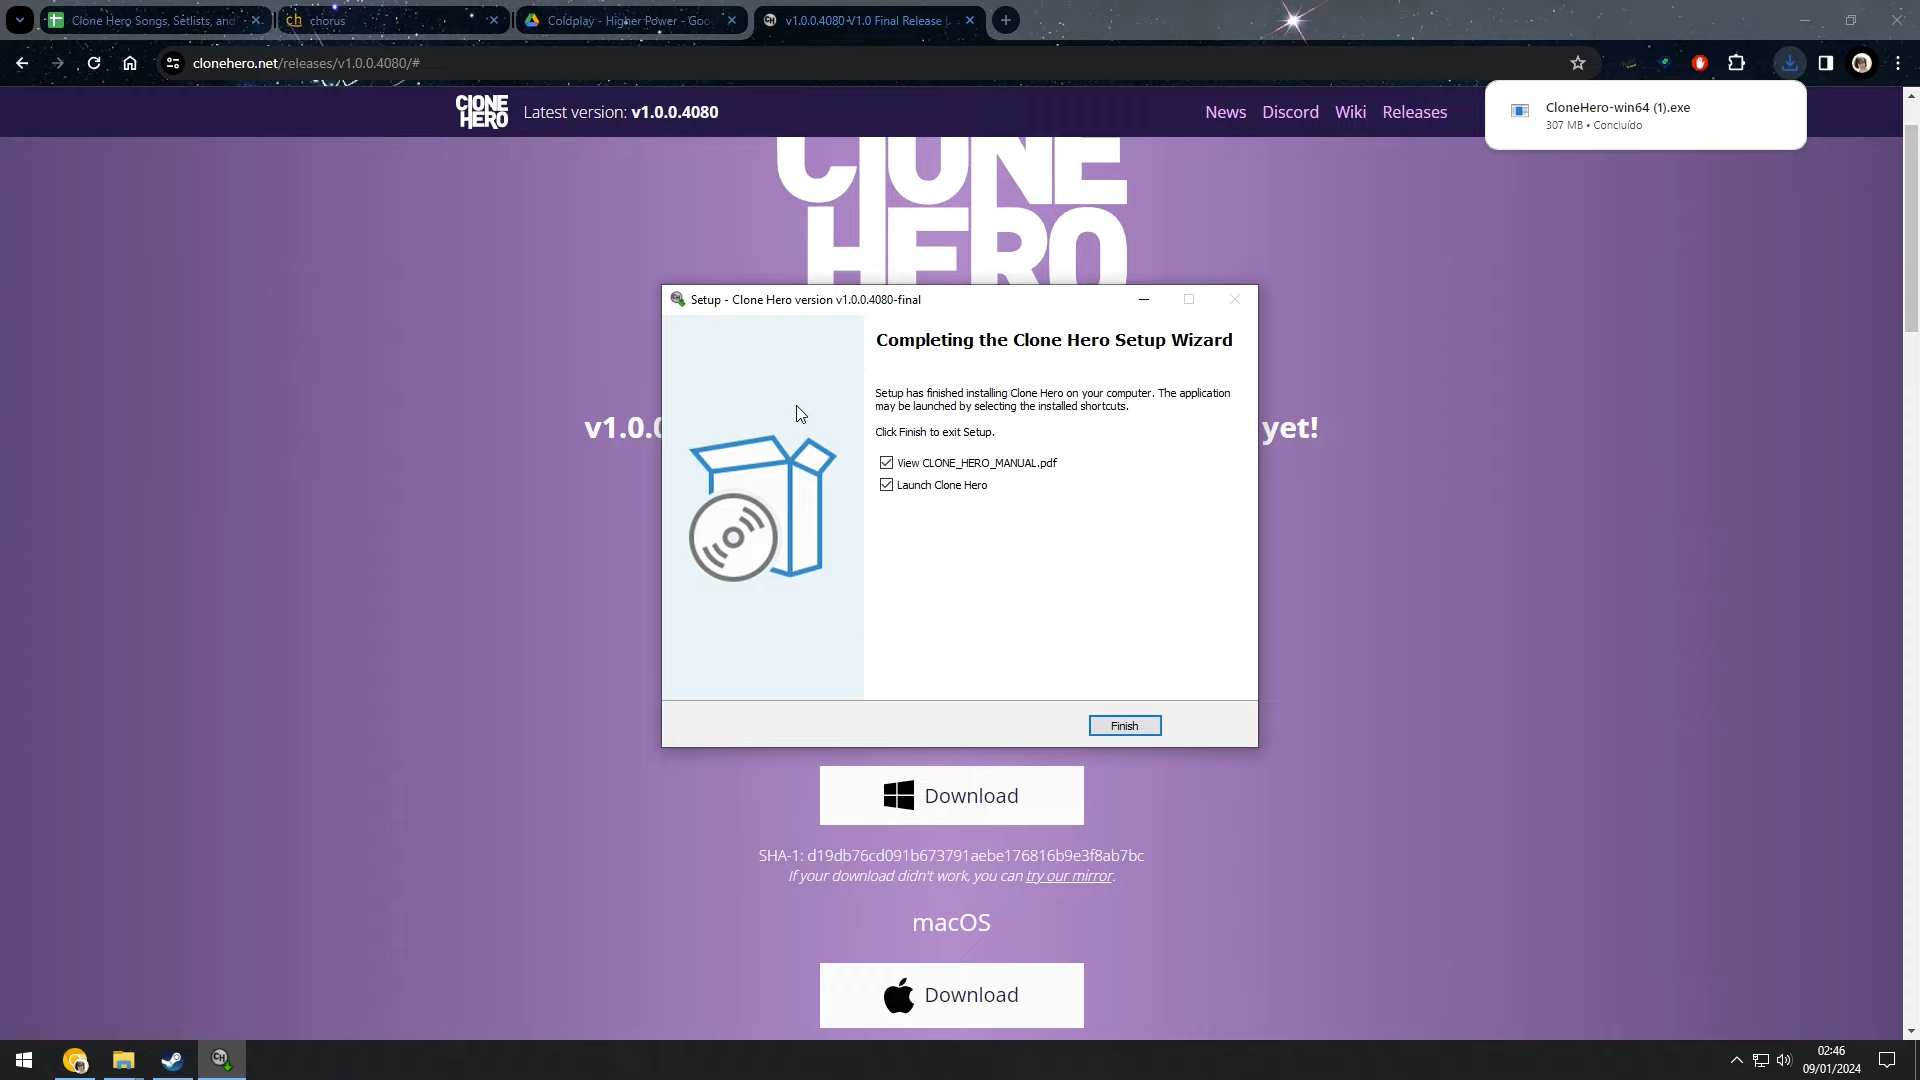 Clone Hero Songs, Setlists, and
chorus
Coldplay - Higher Power - Goo
v1.0.0.4080-V1.0 Final Release
clonehero.net/releases/v1.0.0.4080/#
CLONE
HERO
Latest version: v1.0.0.4080
News
Discord
Wiki
Releases
CloneHero-win64 (1).exe
307 MB • Concluído
CLONE
HERO
Setup - Clone Hero version v1.0.0.4080-final
Completing the Clone Hero Setup Wizard
Setup has finished installing Clone Hero on your computer. The application
may be launched by selecting the installed shortcuts.
v1.0.0
yet!
Click Finish to exit Setup.
View CLONE_HERO_MANUAL.pdf
Launch Clone Hero
Finish
Download
SHA-1: d19db76cd091b673791aebe176816b9e3f8ab7bc
If your download didn't work, you can try our mirror.
macOS
Download
02:46
09/01/2024